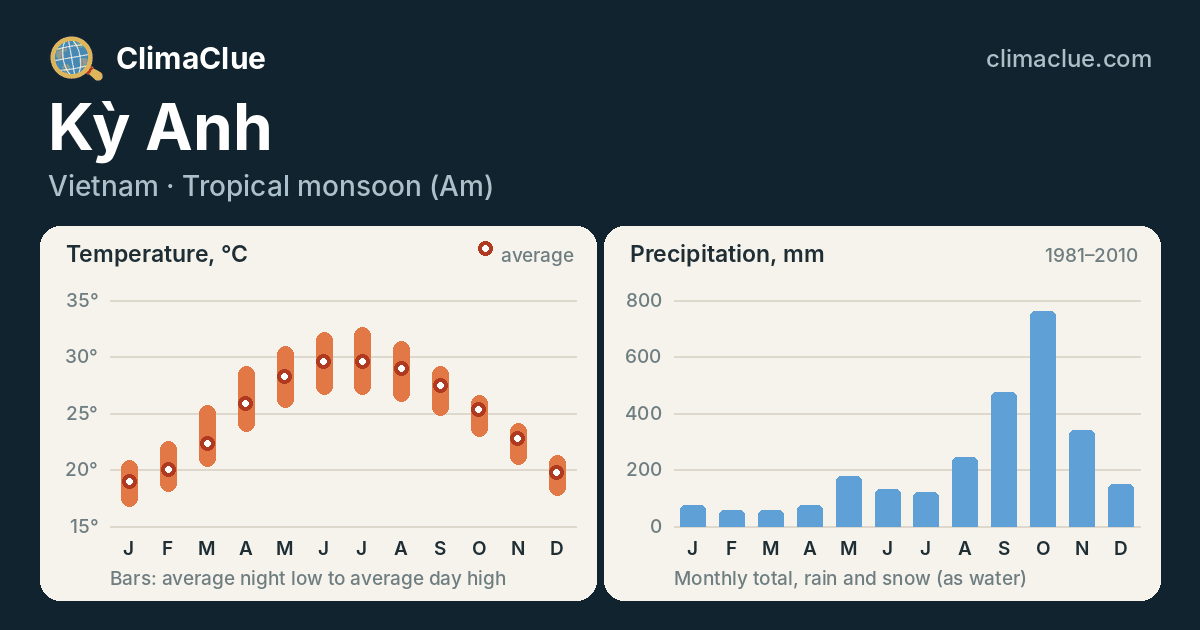 ClimaClue
climaclue.com
Kỳ Anh
Vietnam · Tropical monsoon (Am)
Temperature, °C
average
35°
30°
25°
20°
15°
J F M A M J J A S O N D
Bars: average night low to average day high
Precipitation, mm
1981–2010
800
600
400
200
0
J F M A M J J A S O N D
Monthly total, rain and snow (as water)